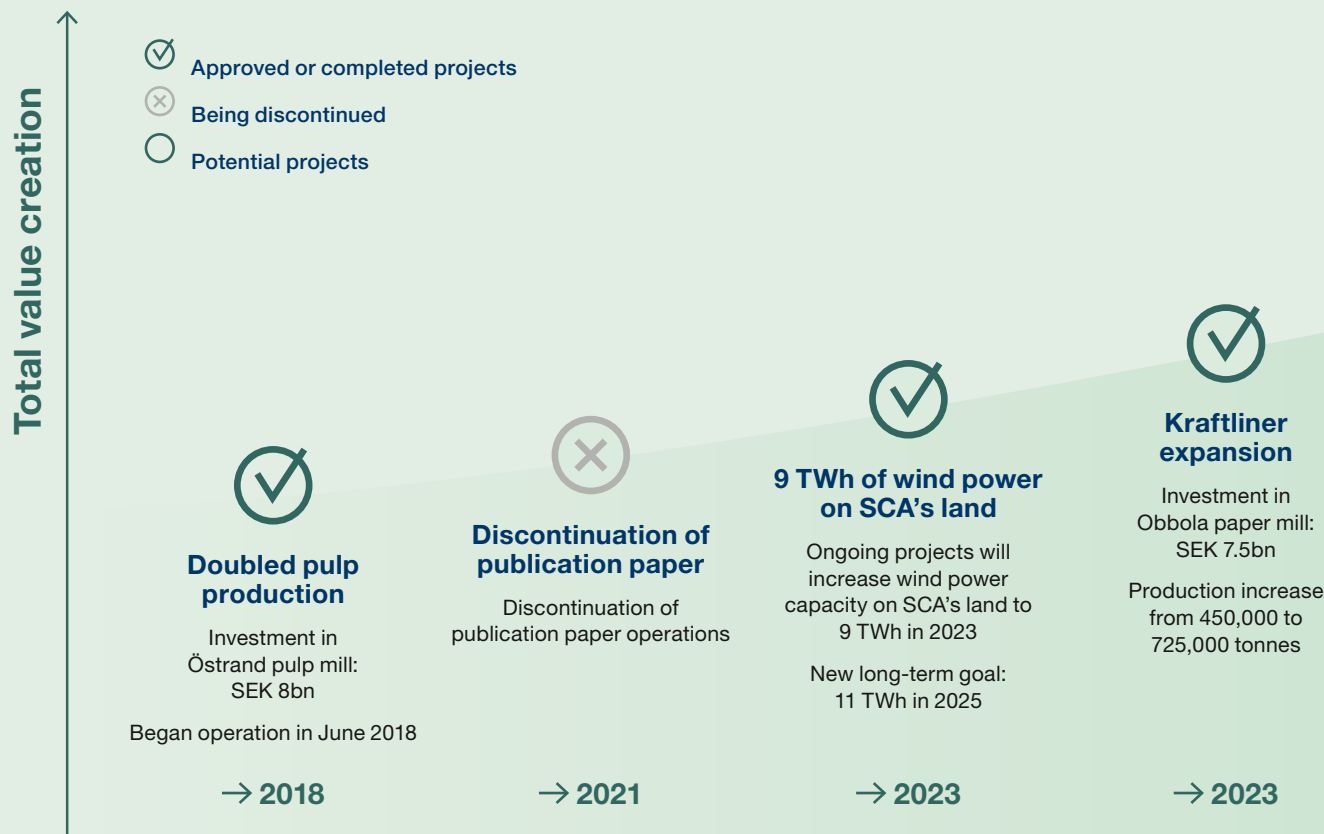 Total value creation
Approved or completed projects
Being discontinued
Potential projects
Doubled pulp
production
Investment in
Östrand pulp mill:
SEK 8bn
Began operation in June 2018
→ 2018
Discontinuation of
publication paper
Discontinuation of
publication paper operations
→ 2021
9 TWh of wind power
on SCA’s land
Ongoing projects will
increase wind power
capacity on SCA’s land to
9 TWh in 2023
New long-term goal:
11 TWh in 2025
→ 2023
Kraftliner
expansion
Investment in
Obbola paper mill:
SEK 7.5bn
Production increase
from 450,000 to
725,000 tonnes
→ 2023